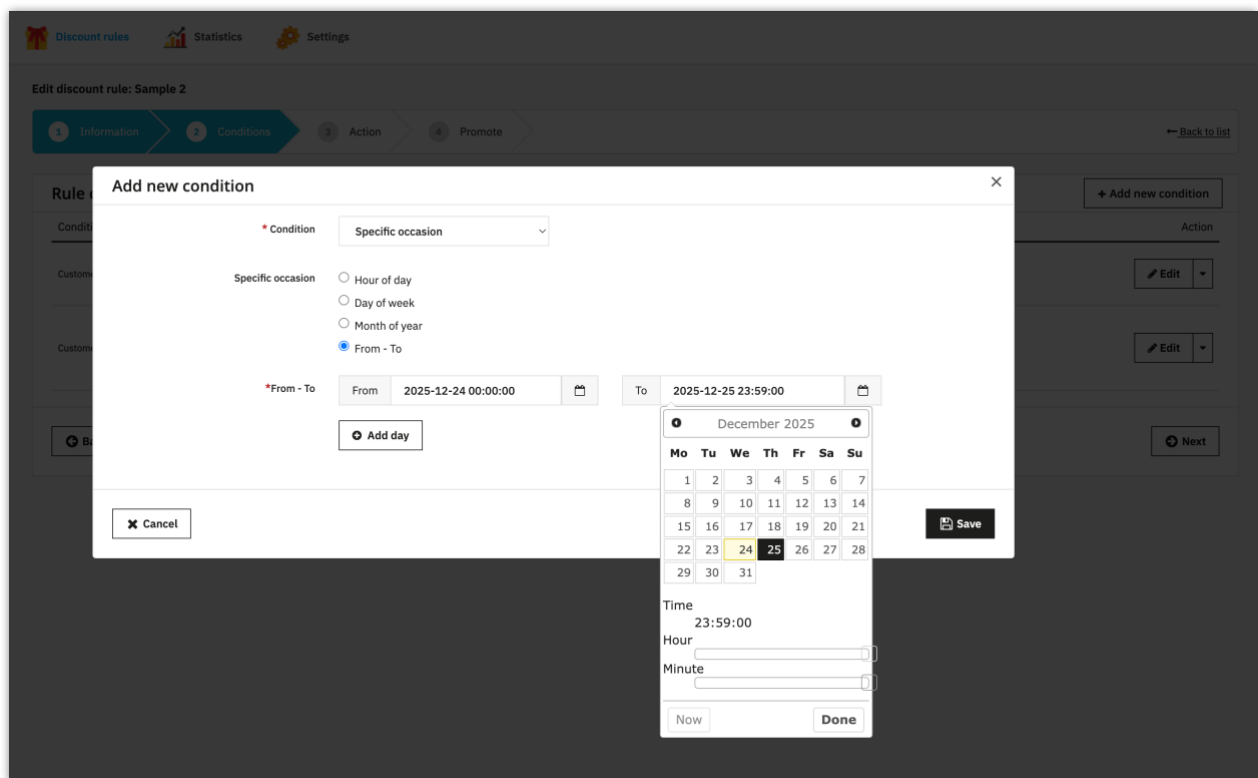 Discount rules Statistics Settings
Edit discount rule: Sample 2
1 Information 2 Conditions 3 Action 4 Promote Back to list
Rule
Add new condition
+ Add new condition
Action
* Condition Specific occasion
Specific occasion Hour of day
Edit
Day of week
Month of year
From - To
Edit
*From - To From 2025-12-24 00:00:00 To 2025-12-25 23:59:00
Add day
December 2025
Next
Mo Tu We Th Fr Sa Su
1 2 3 4 5 6 7
8 9 10 11 12 13 14
15 16 17 18 19 20 21
22 23 24 25 26 27 28
29 30 31
Cancel
Save
Time
23:59:00
Hour
Minute
Now Done